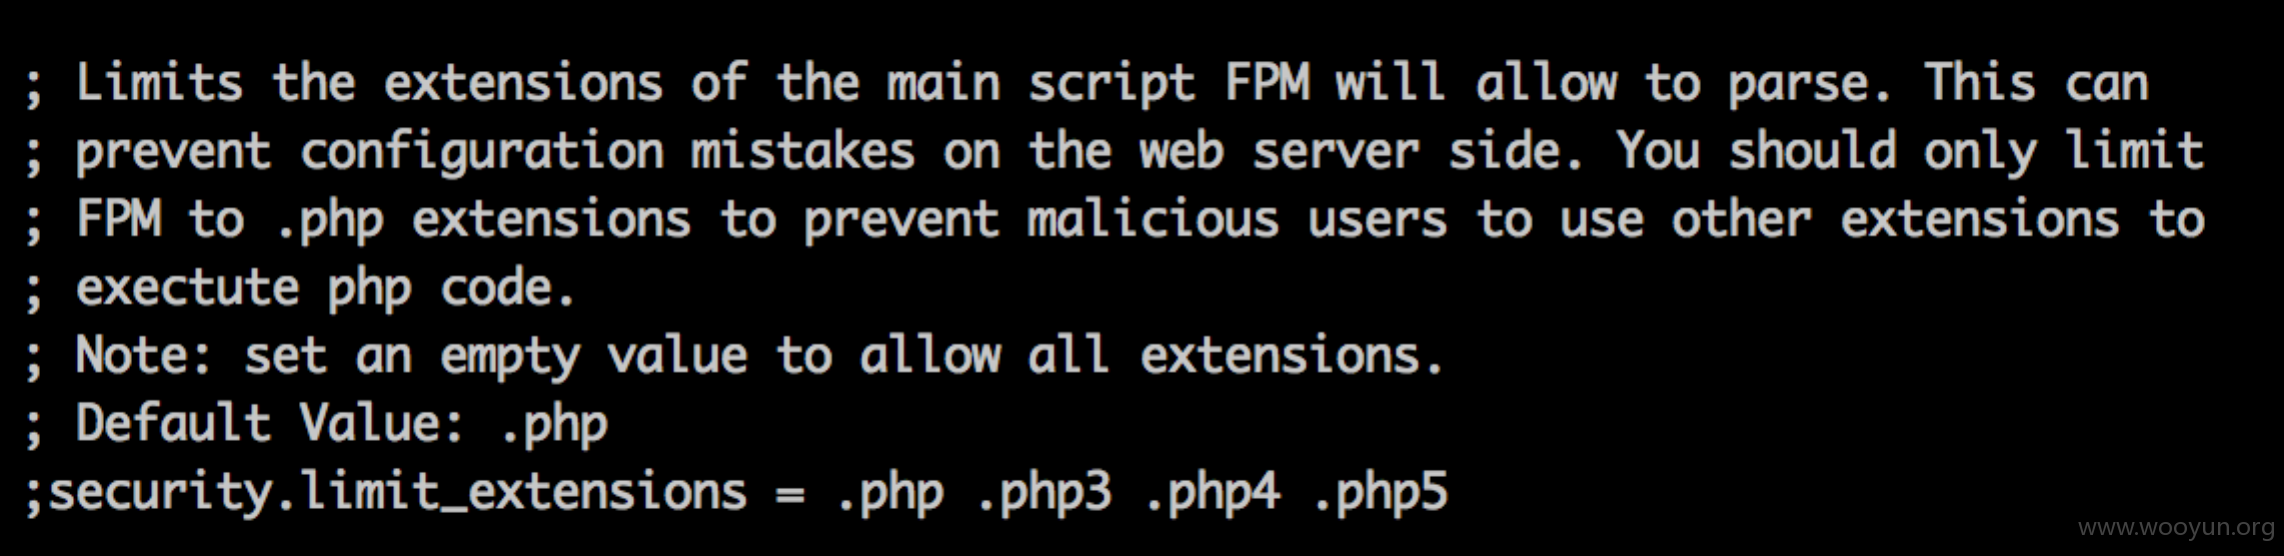 ; Limits the extensions of the main script FPM will allow to parse. This can
; prevent configuration mistakes on the web server side. You should only limit
; FPM to .php extensions to prevent malicious users to use other extensions to
; exectute php code.
; Note: set an empty value to allow all extensions.
; Default Value: .php
;security.limit_extensions = .php .php3 .php4 .php5
www.wooyun.org